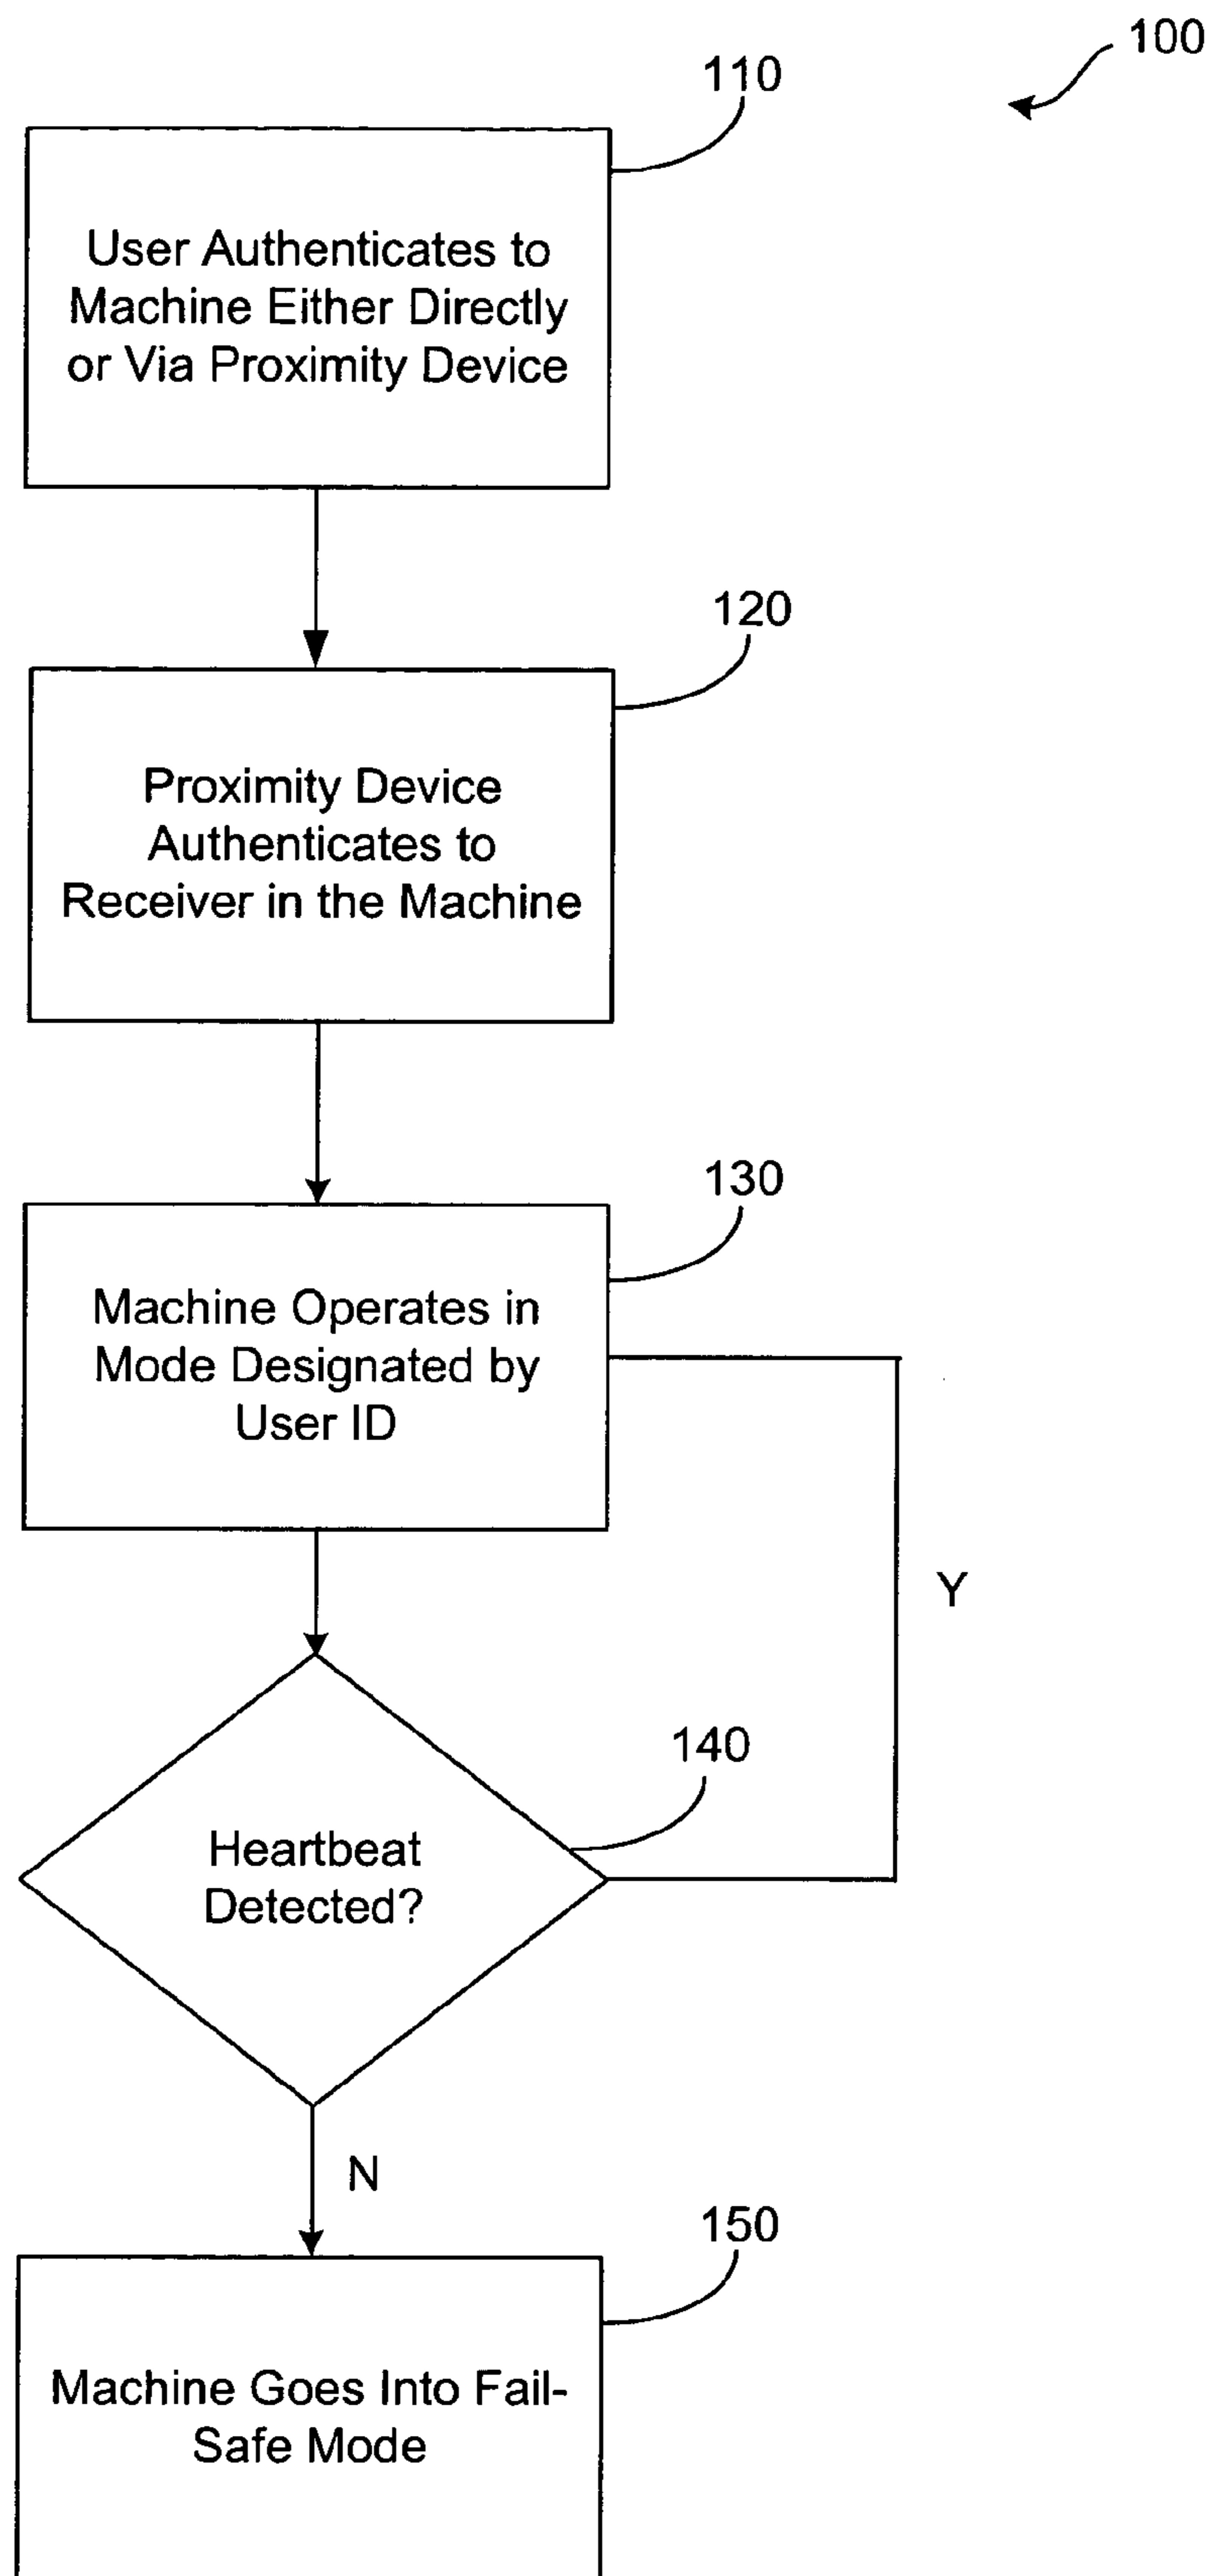 100
110
User Authenticates to
Machine Either Directly
or Via Proximity Device
120
Proximity Device
Authenticates to
Receiver in the Machine
130
Machine Operates in
Mode Designated by
User ID
Y
140
Heartbeat
Detected?
N
150
Machine Goes Into Fail-
Safe Mode